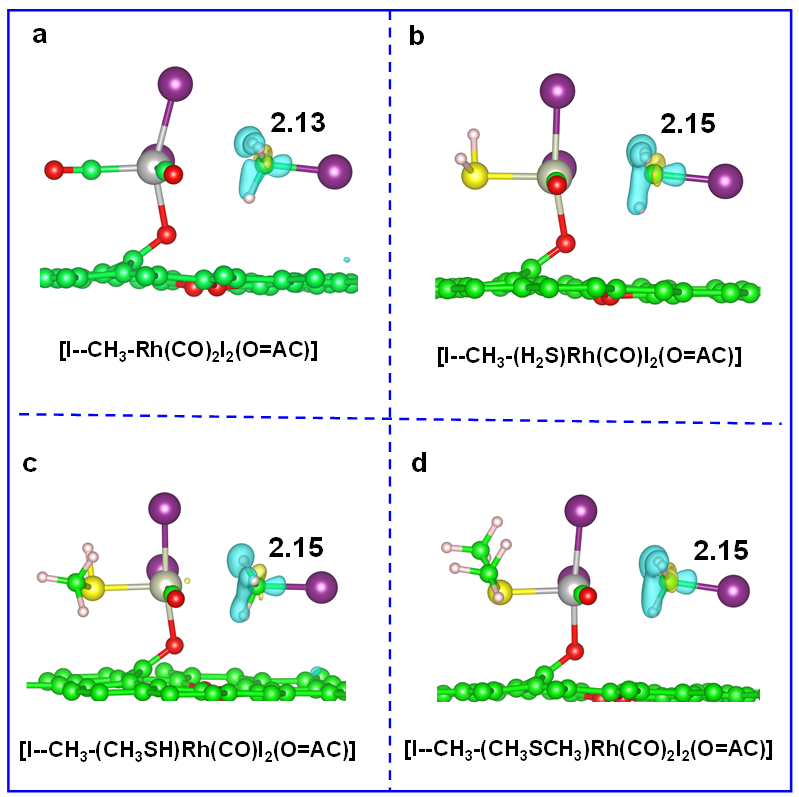 a
2.13
[I--CH₃-Rh(CO)₂I₂(O=AC)]
b
2.15
[I--CH₃-(H₂S)Rh(CO)I₂(O=AC)]
c
2.15
[I--CH₃-(CH₃SH)Rh(CO)I₂(O=AC)]
d
2.15
[I--CH₃-(CH₃SCH₃)Rh(CO)₂I₂(O=AC)]